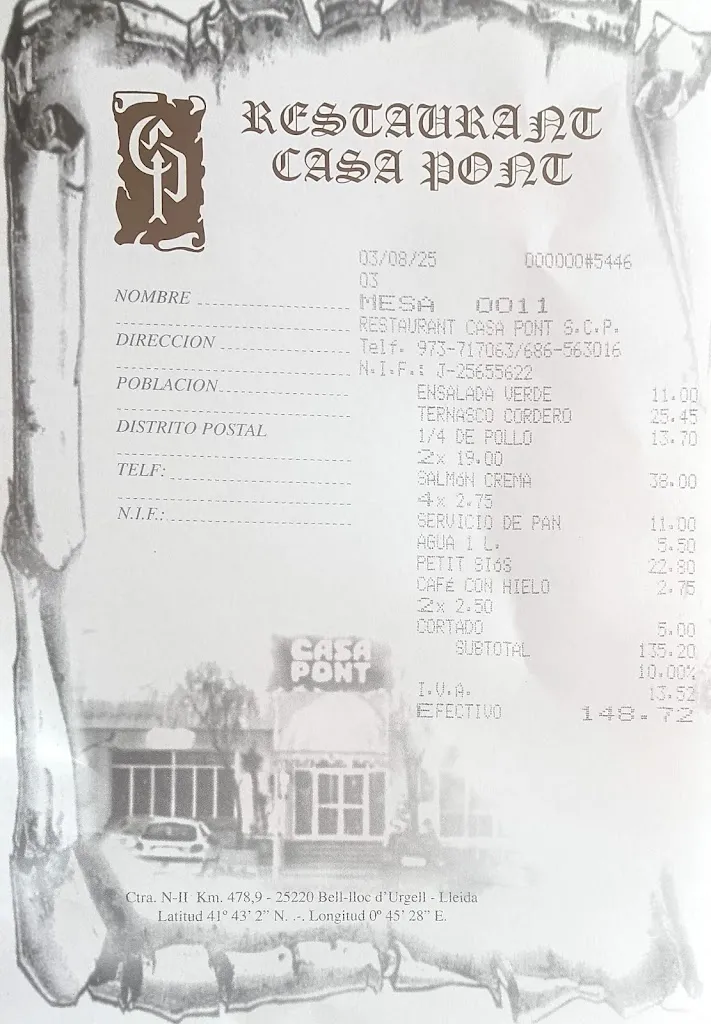 RESTAURANT
CASA PONT
03/08/25 000000#5446
03
MESA 0011
RESTAURANT CASA PONT S.C.P.
Telf. 973-717063/686-563016
N.I.F.: J-25655622
NOMBRE
DIRECCION
POBLACION
DISTRITO POSTAL
TELF:
N.I.F.:
ENSALADA VERDE 11.00
TERNASCO CORDERO 25.45
1/4 DE POLLO 13.70
2x 19.00
SALMóN CREMA 38.00
4x 2.75
SERVICIO DE PAN 11.00
AGUA 1 L. 5.50
PETIT SIóS 22.80
CAFé CON HIELO 2.75
2x 2.50
CORTADO 5.00
SUBTOTAL 135.20
10.00%
I.V.A. 13.52
EFECTIVO 148.72
CASA
PONT
Ctra. N-II Km. 478,9 - 25220 Bell-lloc d'Urgell - Lleida
Latitud 41º 43' 2" N. .-. Longitud 0º 45' 28" E.